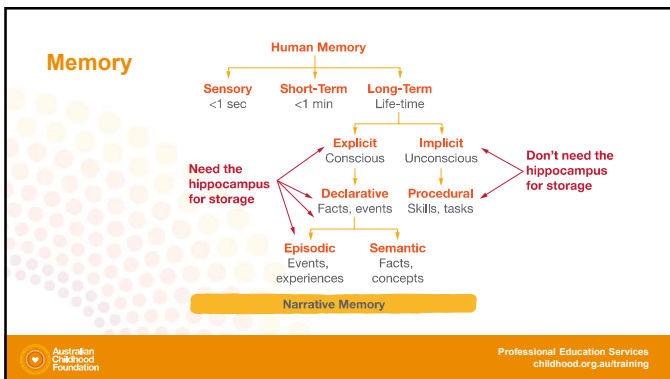 Memory
Human Memory
Sensory
<1 sec
Short-Term
<1 min
Long-Term
Life-time
Explicit
Conscious
Implicit
Unconscious
Need the
hippocampus
for storage
Don't need the
hippocampus
for storage
Declarative
Facts, events
Procedural
Skills, tasks
Episodic
Events,
experiences
Semantic
Facts,
concepts
Narrative Memory
Australian
Childhood
Foundation
Professional Education Services
childhood.org.au/training